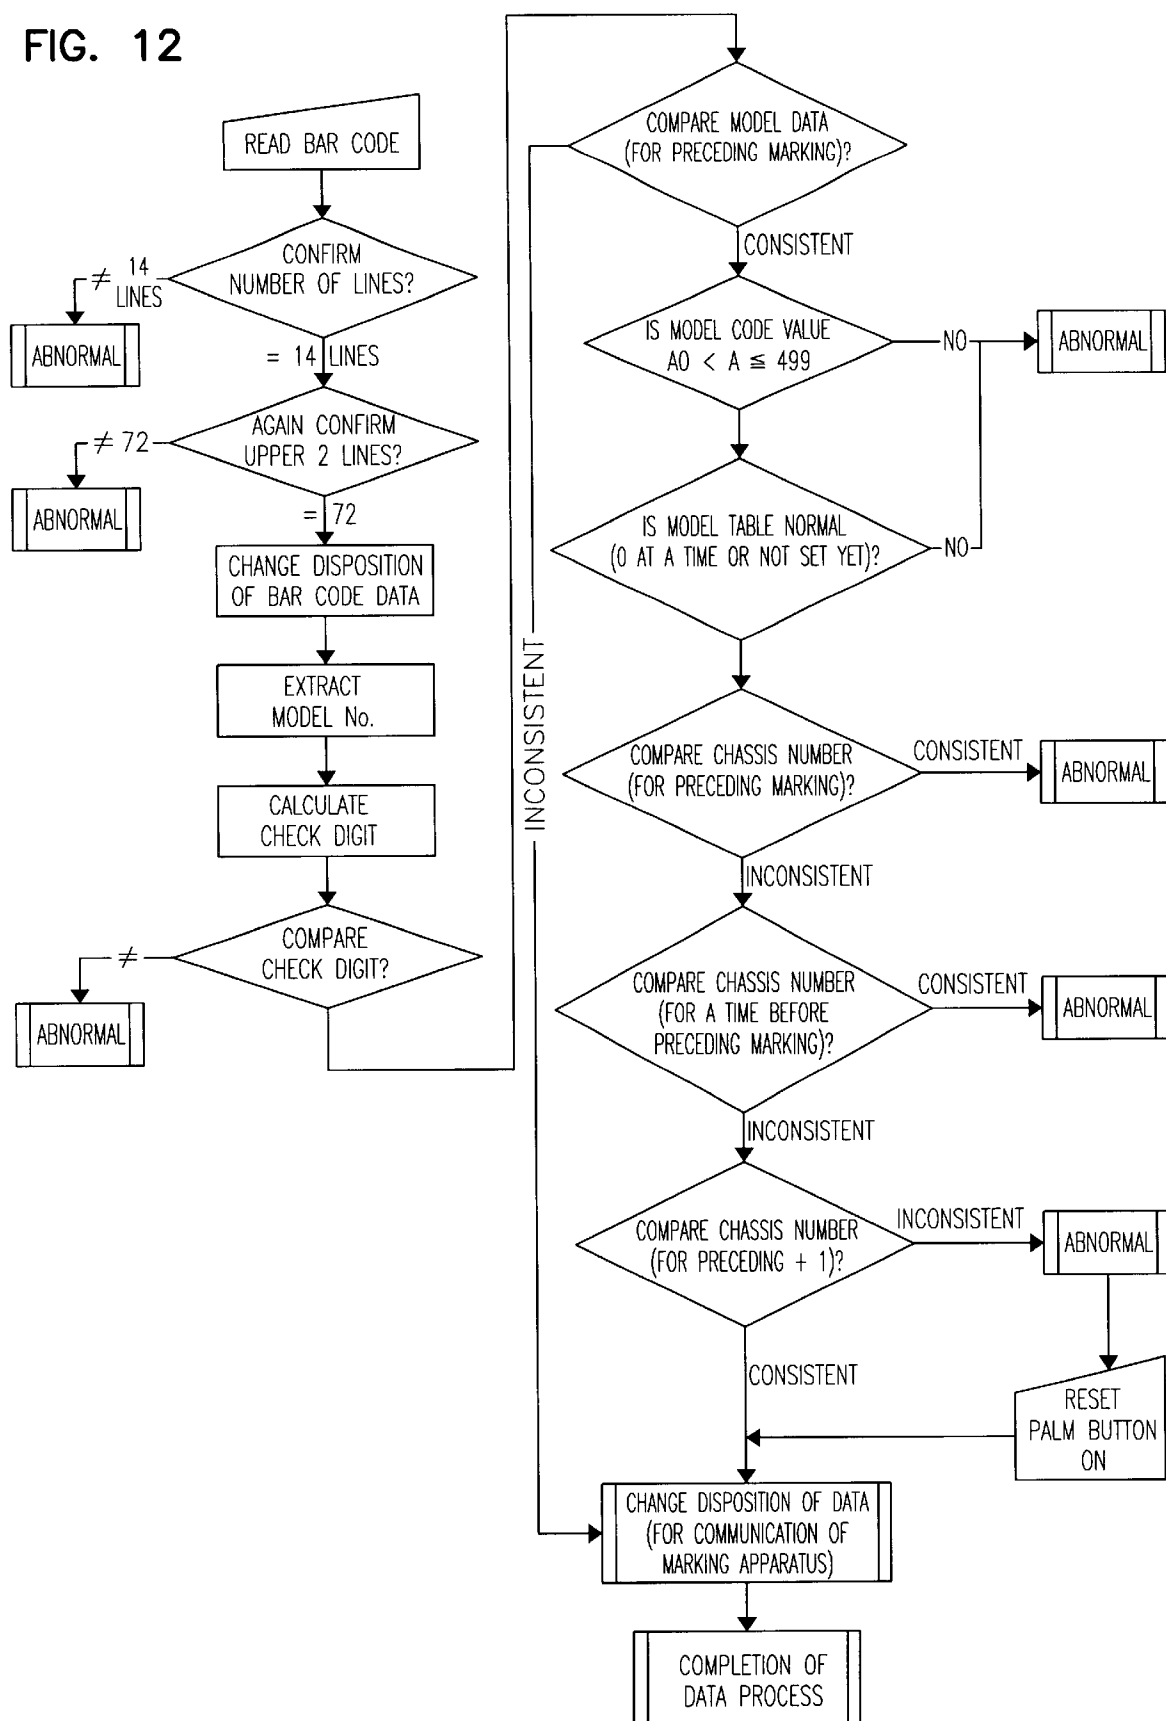 FIG. 12
READ BAR CODE
CONFIRM
NUMBER OF LINES?
≠ 14
LINES
ABNORMAL
= 14 LINES
AGAIN CONFIRM
UPPER 2 LINES?
≠ 72
ABNORMAL
= 72
CHANGE DISPOSITION
OF BAR CODE DATA
EXTRACT
MODEL No.
CALCULATE
CHECK DIGIT
COMPARE
CHECK DIGIT?
≠
ABNORMAL
COMPARE MODEL DATA
(FOR PRECEDING MARKING)?
INCONSISTENT
CONSISTENT
IS MODEL CODE VALUE
A0 < A ≦ 499
NO
ABNORMAL
IS MODEL TABLE NORMAL
(0 AT A TIME OR NOT SET YET)?
NO
COMPARE CHASSIS NUMBER
(FOR PRECEDING MARKING)?
CONSISTENT
ABNORMAL
INCONSISTENT
COMPARE CHASSIS NUMBER
(FOR A TIME BEFORE
PRECEDING MARKING)?
CONSISTENT
ABNORMAL
INCONSISTENT
COMPARE CHASSIS NUMBER
(FOR PRECEDING + 1)?
INCONSISTENT
ABNORMAL
CONSISTENT
RESET
PALM BUTTON
ON
CHANGE DISPOSITION OF DATA
(FOR COMMUNICATION OF
MARKING APPARATUS)
COMPLETION OF
DATA PROCESS